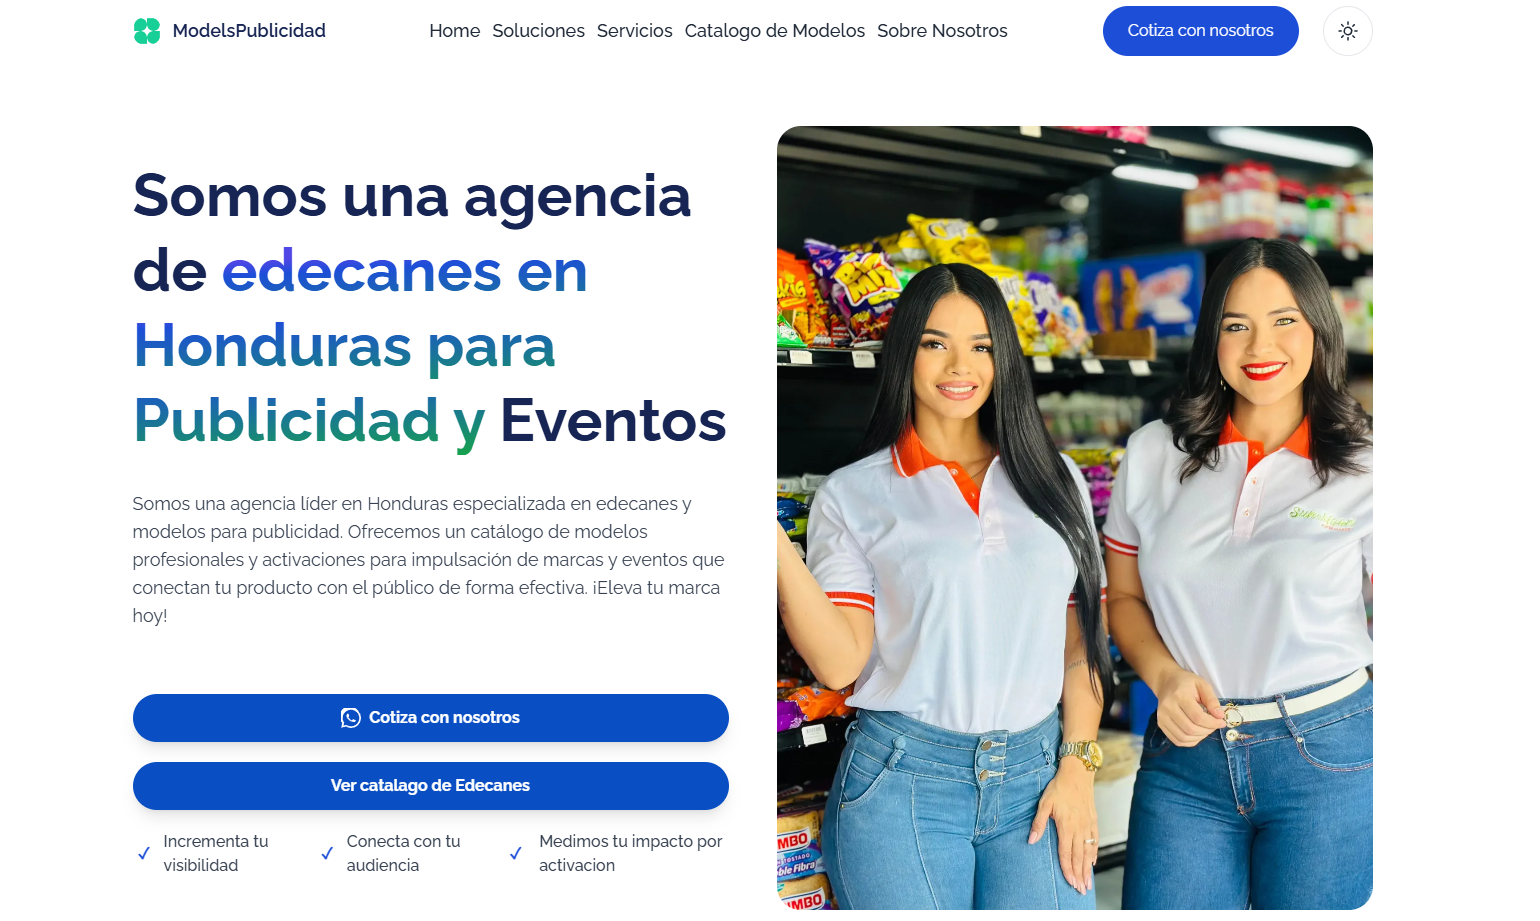 ModelsPublicidad
Home Soluciones Servicios Catalogo de Modelos Sobre Nosotros
Cotiza con nosotros
Somos una agencia
de edecanes en
Honduras para
Publicidad y Eventos
Somos una agencia líder en Honduras especializada en edecanes y
modelos para publicidad. Ofrecemos un catálogo de modelos
profesionales y activaciones para impulsación de marcas y eventos que
conectan tu producto con el público de forma efectiva. ¡Eleva tu marca
hoy!
Cotiza con nosotros
Ver catalago de Edecanes
Incrementa tu
visibilidad
Conecta con tu
audiencia
Medimos tu impacto por
activacion